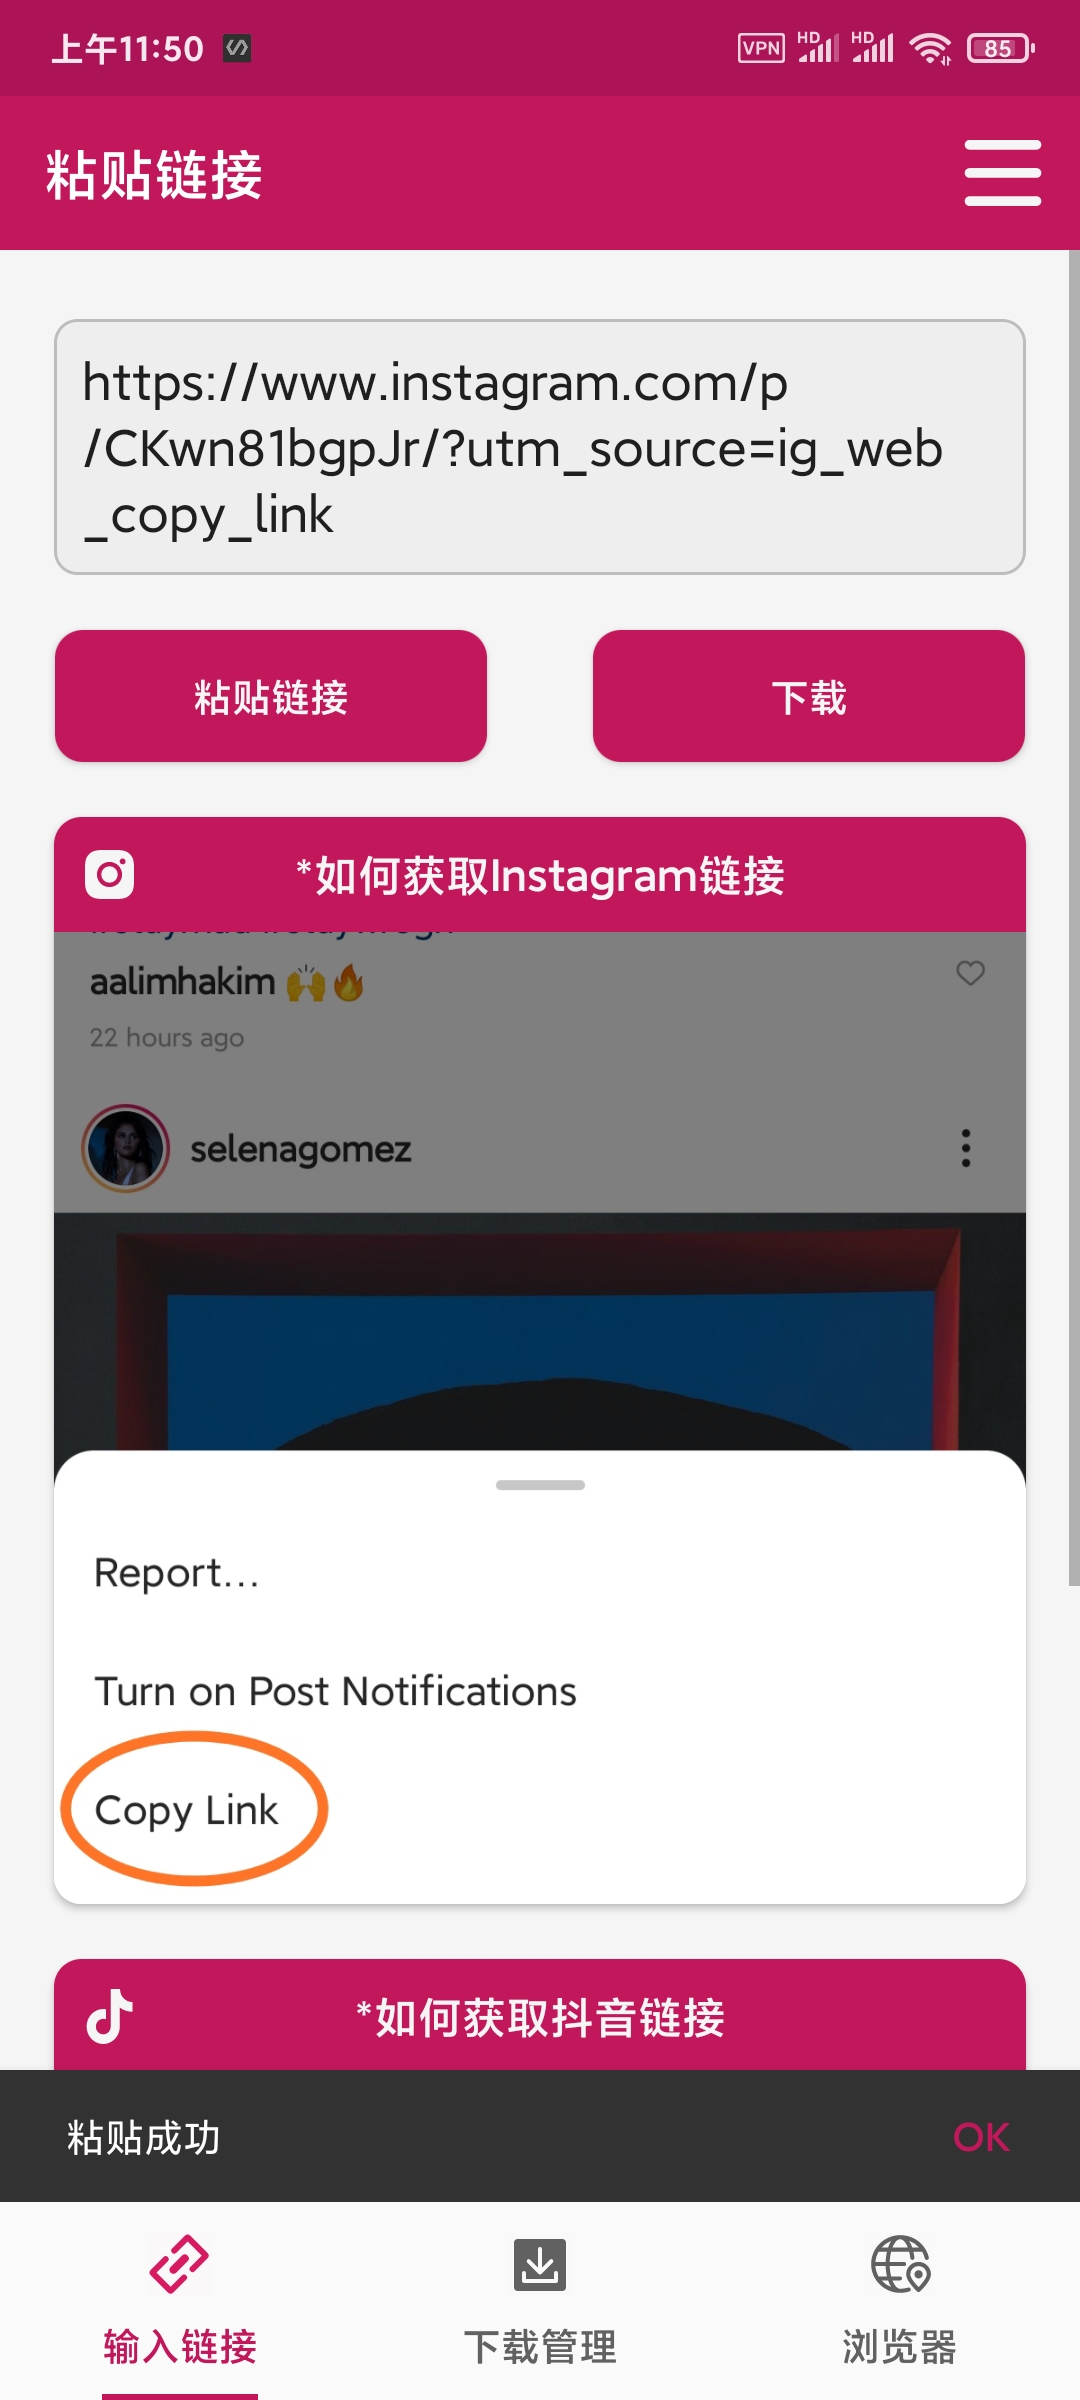 上午11:50
VPN HD HD 85
粘贴链接
https://www.instagram.com/p
/CKwn81bgpJr/?utm_source=ig_web
_copy_link
粘贴链接
下载
*如何获取Instagram链接
aalimhakim 🙌🔥
22 hours ago
selenagomez
Report...
Turn on Post Notifications
Copy Link
*如何获取抖音链接
粘贴成功
OK
输入链接
下载管理
浏览器